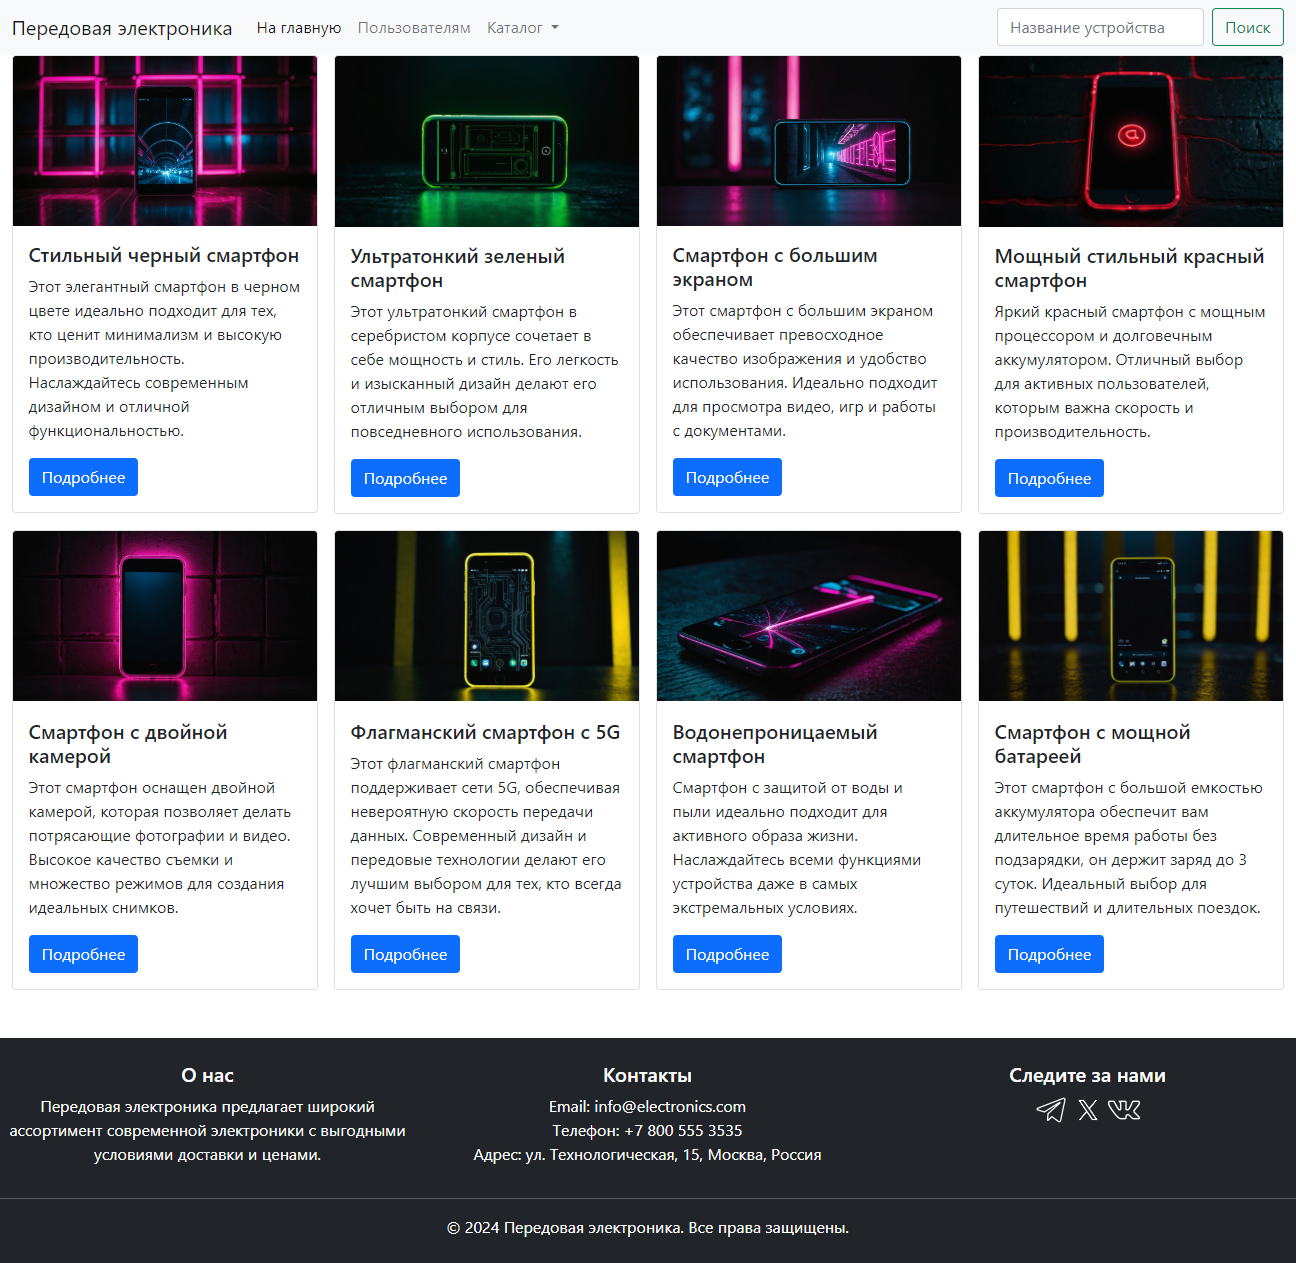 Передовая электроника На главную Пользователям Каталог Название устройства Поиск
Стильный черный смартфон
Этот элегантный смартфон в черном
цвете идеально подходит для тех,
кто ценит минимализм и высокую
производительность.
Наслаждайтесь современным
дизайном и отличной
функциональностью.
Подробнее
Ультратонкий зеленый
смартфон
Этот ультратонкий смартфон в
серебристом корпусе сочетает в
себе мощность и стиль. Его легкость
и изысканный дизайн делают его
отличным выбором для
повседневного использования.
Подробнее
Смартфон с большим
экраном
Этот смартфон с большим экраном
обеспечивает превосходное
качество изображения и удобство
использования. Идеально подходит
для просмотра видео, игр и работы
с документами.
Подробнее
Мощный стильный красный
смартфон
Яркий красный смартфон с мощным
процессором и долговечным
аккумулятором. Отличный выбор
для активных пользователей,
которым важна скорость и
производительность.
Подробнее
Смартфон с двойной
камерой
Этот смартфон оснащен двойной
камерой, которая позволяет делать
потрясающие фотографии и видео.
Высокое качество съемки и
множество режимов для создания
идеальных снимков.
Подробнее
Флагманский смартфон с 5G
Этот флагманский смартфон
поддерживает сети 5G, обеспечивая
невероятную скорость передачи
данных. Современный дизайн и
передовые технологии делают его
лучшим выбором для тех, кто всегда
хочет быть на связи.
Подробнее
Водонепроницаемый
смартфон
Смартфон с защитой от воды и
пыли идеально подходит для
активного образа жизни.
Наслаждайтесь всеми функциями
устройства даже в самых
экстремальных условиях.
Подробнее
Смартфон с мощной
батареей
Этот смартфон с большой емкостью
аккумулятора обеспечит вам
длительное время работы без
подзарядки, он держит заряд до 3
суток. Идеальный выбор для
путешествий и длительных поездок.
Подробнее
О нас
Передовая электроника предлагает широкий
ассортимент современной электроники с выгодными
условиями доставки и ценами.
Контакты
Email: info@electronics.com
Телефон: +7 800 555 3535
Адрес: ул. Технологическая, 15, Москва, Россия
Следите за нами
© 2024 Передовая электроника. Все права защищены.